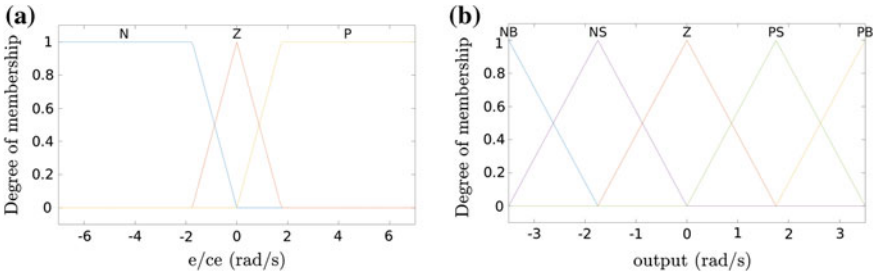 (a)
N Z P
Degree of membership
1
0.8
0.6
0.4
0.2
0
-6 -4 -2 0 2 4 6
e/ce (rad/s)
(b)
NB NS Z PS PB
Degree of membership
1
0.8
0.6
0.4
0.2
0
-3 -2 -1 0 1 2 3
output (rad/s)